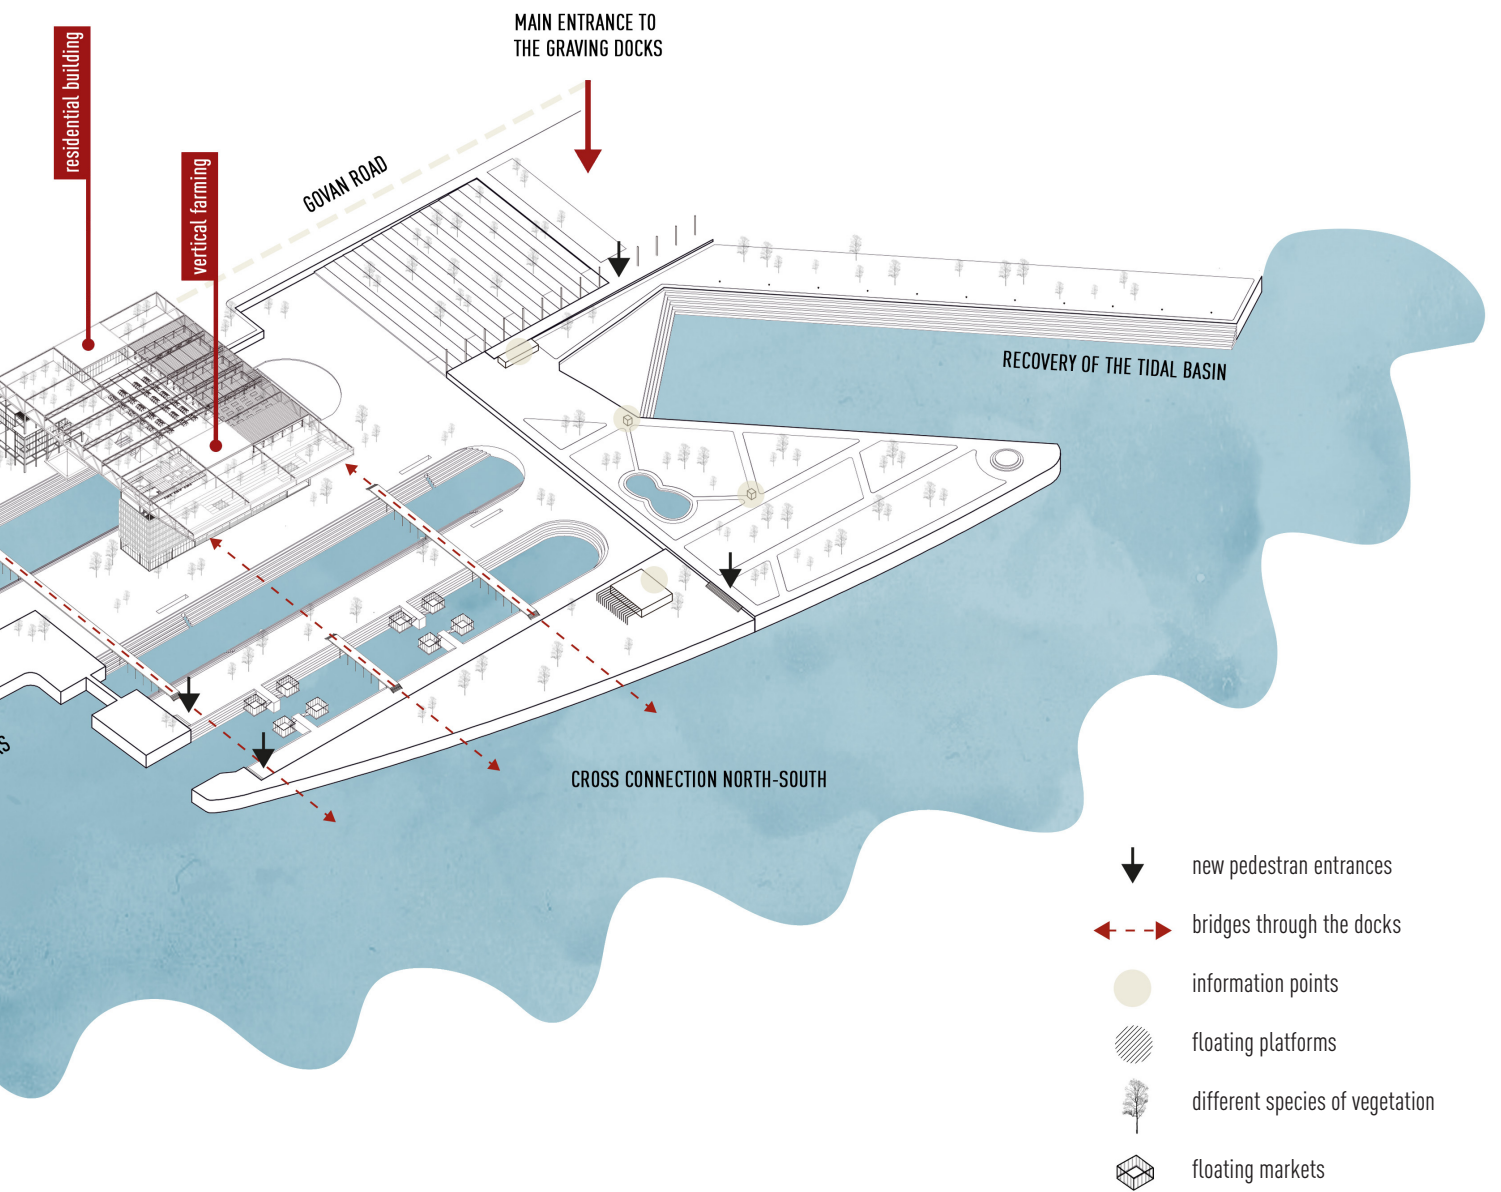 MAIN ENTRANCE TO
THE GRAVING DOCKS
residential building
vertical farming
GOVAN ROAD
RECOVERY OF THE TIDAL BASIN
CROSS CONNECTION NORTH-SOUTH
new pedestran entrances
bridges through the docks
information points
floating platforms
different species of vegetation
floating markets